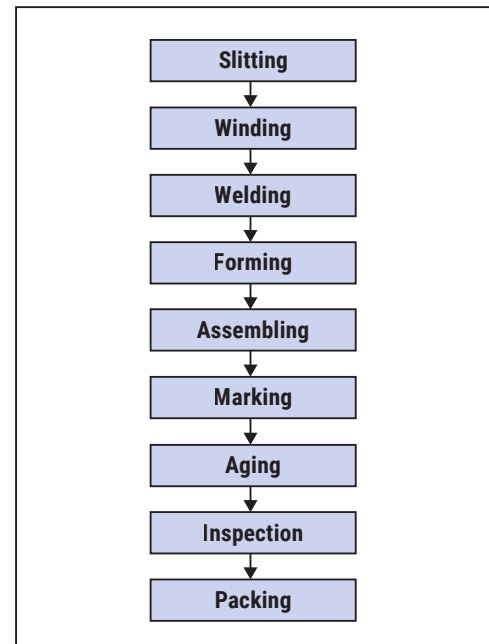 Slitting
Winding
Welding
Forming
Assembling
Marking
Aging
Inspection
Packing